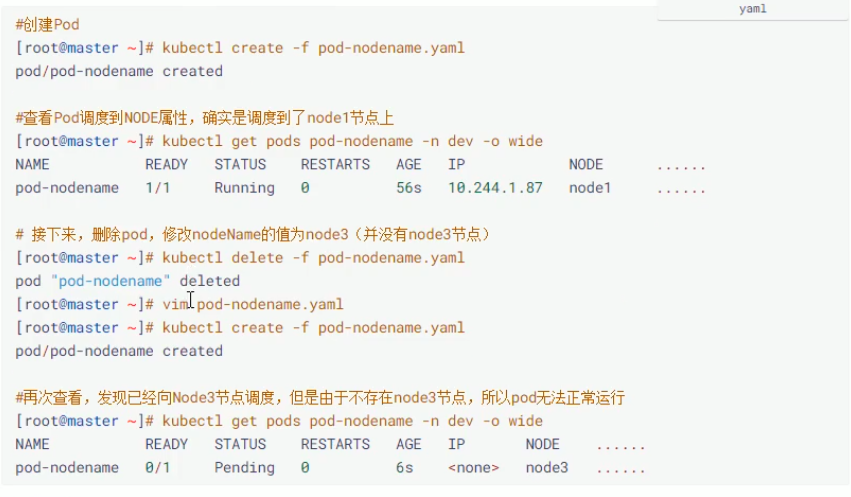 yaml
#创建Pod
[root@master ~]# kubectl create -f pod-nodename.yaml
pod/pod-nodename created
#查看Pod调度到NODE属性，确实是调度到了node1节点上
[root@master ~]# kubectl get pods pod-nodename -n dev -o wide
NAME READY STATUS RESTARTS AGE IP NODE ......
pod-nodename 1/1 Running 0 56s 10.244.1.87 node1 ......
# 接下来，删除pod，修改nodeName的值为node3（并没有node3节点）
[root@master ~]# kubectl delete -f pod-nodename.yaml
pod "pod-nodename" deleted
[root@master ~]# vim pod-nodename.yaml
[root@master ~]# kubectl create -f pod-nodename.yaml
pod/pod-nodename created
#再次查看，发现已经向Node3节点调度，但是由于不存在node3节点，所以pod无法正常运行
[root@master ~]# kubectl get pods pod-nodename -n dev -o wide
NAME READY STATUS RESTARTS AGE IP NODE ......
pod-nodename 0/1 Pending 0 6s <none> node3 ......